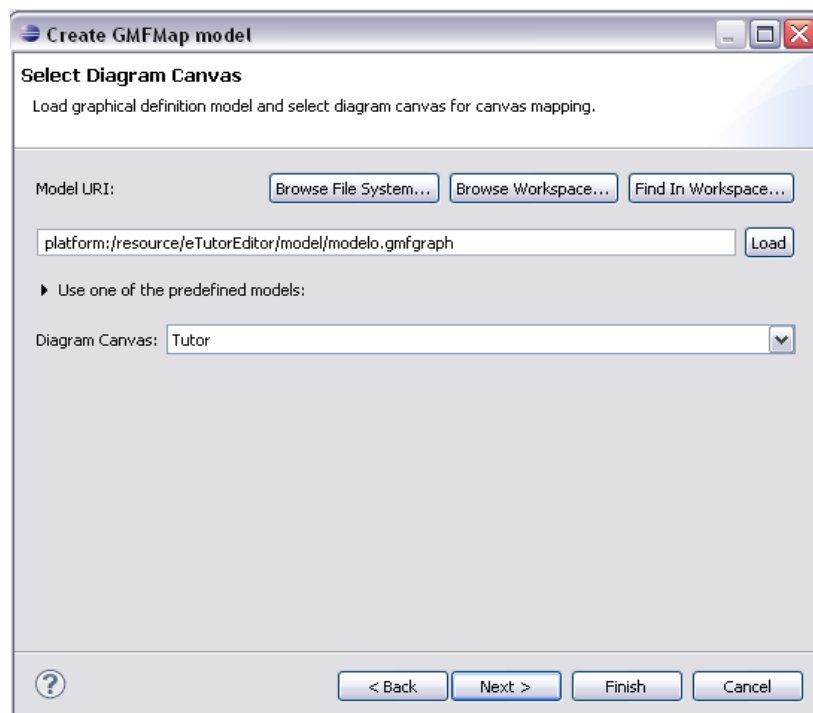 Create GMFMap model
Select Diagram Canvas
Load graphical definition model and select diagram canvas for canvas mapping.
Model URI: Browse File System... Browse Workspace... Find In Workspace...
platform:/resource/eTutorEditor/model/modelo.gmfgraph Load
Use one of the predefined models:
Diagram Canvas: Tutor
? < Back Next > Finish Cancel